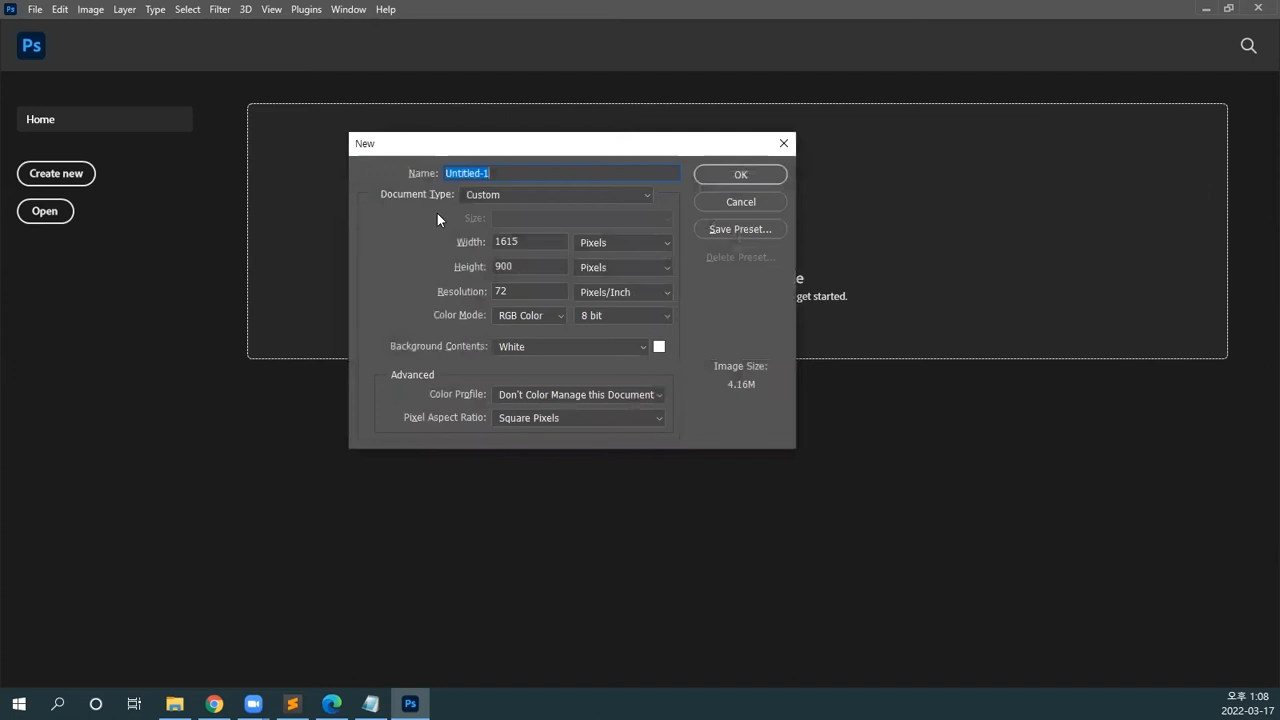 Ps File Edit Image Layer Type Select Filter 3D View Plugins Window Help
Ps
Home
Create new
Open
New
Name: Untitled-1
OK
Document Type: Custom
Cancel
Size:
Save Preset...
Width: 1615 Pixels
Delete Preset...
Height: 900 Pixels
e
get started.
Resolution: 72 Pixels/Inch
Color Mode: RGB Color 8 bit
Background Contents: White
Image Size:
4.16M
Advanced
Color Profile: Don't Color Manage this Document
Pixel Aspect Ratio: Square Pixels
Ps
오후 1:08
2022-03-17